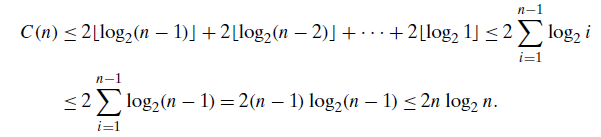 C(n) ≤ 2⌊log₂(n − 1)⌋ + 2⌊log₂(n − 2)⌋ + · · · + 2⌊log₂ 1⌋ ≤ 2 ∑_{i=1}^{n−1} log₂ i
≤ 2 ∑_{i=1}^{n−1} log₂(n − 1) = 2(n − 1) log₂(n − 1) ≤ 2n log₂ n.